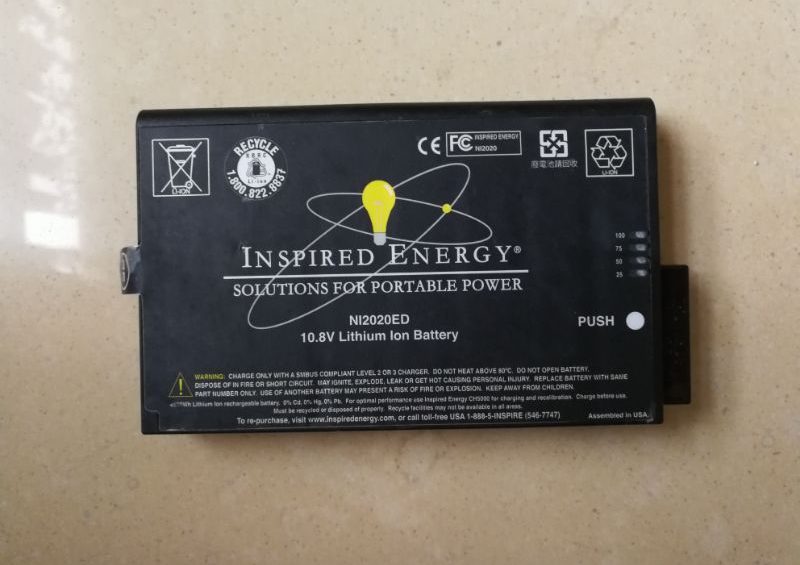 LI-ION
RECYCLE
RBRC
Li-Ion
1.800.822.8837
CE FC INSPIRED ENERGY
NI2020
廢電池請回收
LI-ION
100
75
50
25
INSPIRED ENERGY®
SOLUTIONS FOR PORTABLE POWER
NI2020ED
10.8V Lithium Ion Battery
PUSH
WARNING: CHARGE ONLY WITH A SMBUS COMPLIANT LEVEL 2 OR 3 CHARGER. DO NOT HEAT ABOVE 80°C. DO NOT OPEN BATTERY.
DISPOSE OF IN FIRE OR SHORT CIRCUIT. MAY IGNITE, EXPLODE, LEAK OR GET HOT CAUSING PERSONAL INJURY. REPLACE BATTERY WITH SAME
PART NUMBER ONLY. USE OF ANOTHER BATTERY MAY PRESENT A RISK OF FIRE OR EXPLOSION. KEEP AWAY FROM CHILDREN.
Lithium Ion rechargeable battery. 0% Cd, 0% Hg, 0% Pb. For optimal performance use Inspired Energy CH5000 for charging and recalibration. Charge before use.
Must be recycled or disposed of properly. Recycle facilities may not be available in all areas.
To re-purchase, visit www.inspiredenergy.com, or call toll-free USA 1-888-5-INSPIRE (546-7747)
Assembled in USA.